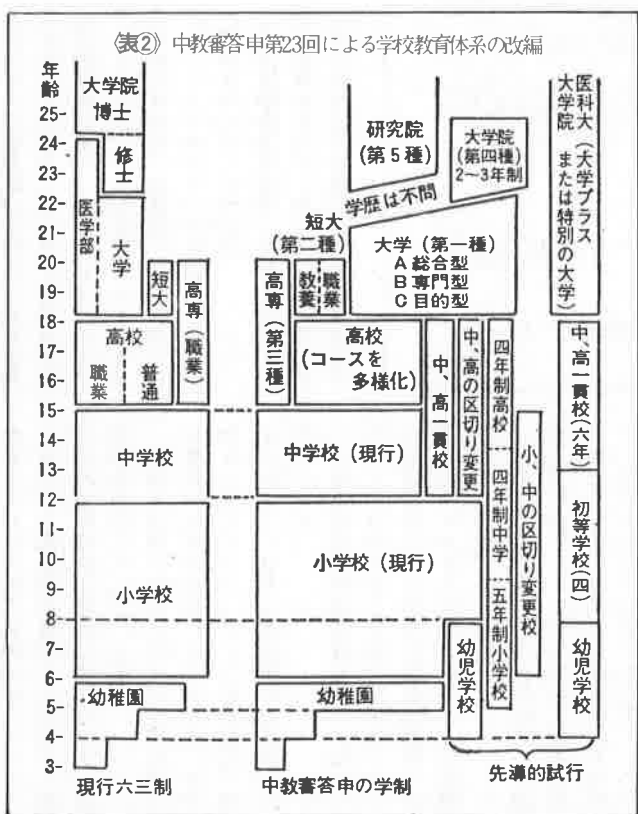 〈表②〉 中教審答申第23回による学校教育体系の改編
年齢
25-
24-
23-
22-
21-
20-
19-
18-
17-
16-
15-
14-
13-
12-
11-
10-
9-
8-
7-
6-
5-
4-
3-
大学院
博士
修士
医学部
大学
短大
高専(職業)
高校
職業
普通
中学校
小学校
幼稚園
現行六三制
研究院
(第5種)
大学院
(第四種)
2〜3年制
学歴は不問
短大
(第二種)
教養
職業
大学(第一種)
A 総合型
B 専門型
C 目的型
高専(第三種)
高校
(コースを
多様化)
中学校(現行)
小学校(現行)
幼稚園
中教審答申の学制
中、高一貫校
中、高の区切り変更
幼児学校
四年制高校
四年制中学
五年制小学校
小、中の区切り変更校
医科大(大学プラス
大学院 または特別の大学)
中、高一貫校(六年)
初等学校(四)
幼児学校
先導的試行